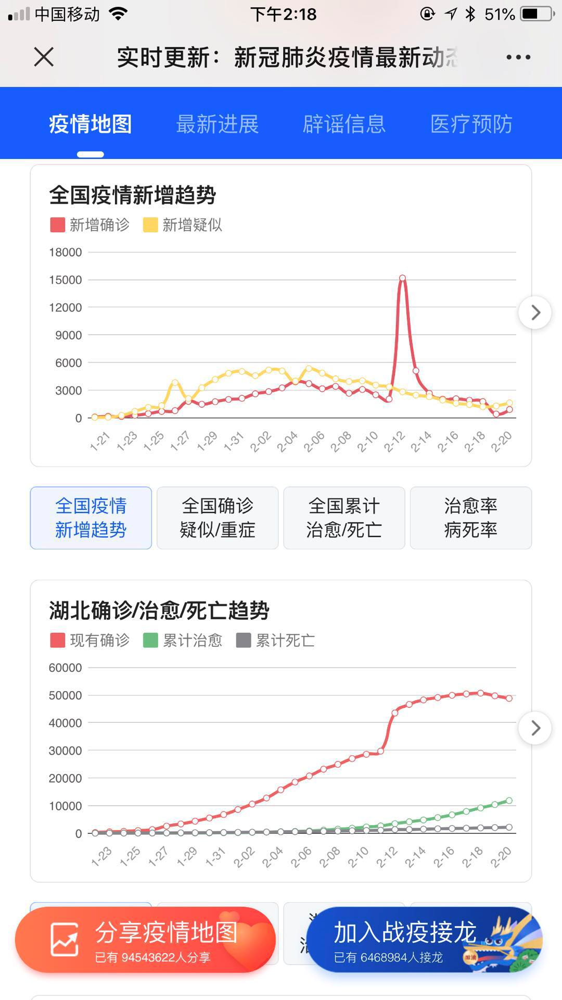 中国移动
下午2:18
51%
实时更新：新冠肺炎疫情最新动态
疫情地图
最新进展
辟谣信息
医疗预防
全国疫情新增趋势
新增确诊 新增疑似
18000
15000
12000
9000
6000
3000
0
1-21 1-23 1-25 1-27 1-29 1-31 2-02 2-04 2-06 2-08 2-10 2-12 2-14 2-16 2-18 2-20
全国疫情
新增趋势
全国确诊
疑似/重症
全国累计
治愈/死亡
治愈率
病死率
湖北确诊/治愈/死亡趋势
现有确诊 累计治愈 累计死亡
60000
50000
40000
30000
20000
10000
0
1-23 1-25 1-27 1-29 1-31 2-02 2-04 2-06 2-08 2-10 2-12 2-14 2-16 2-18 2-20
分享疫情地图
已有 94543622人分享
加入战疫接龙
已有 6468984人接龙
加油